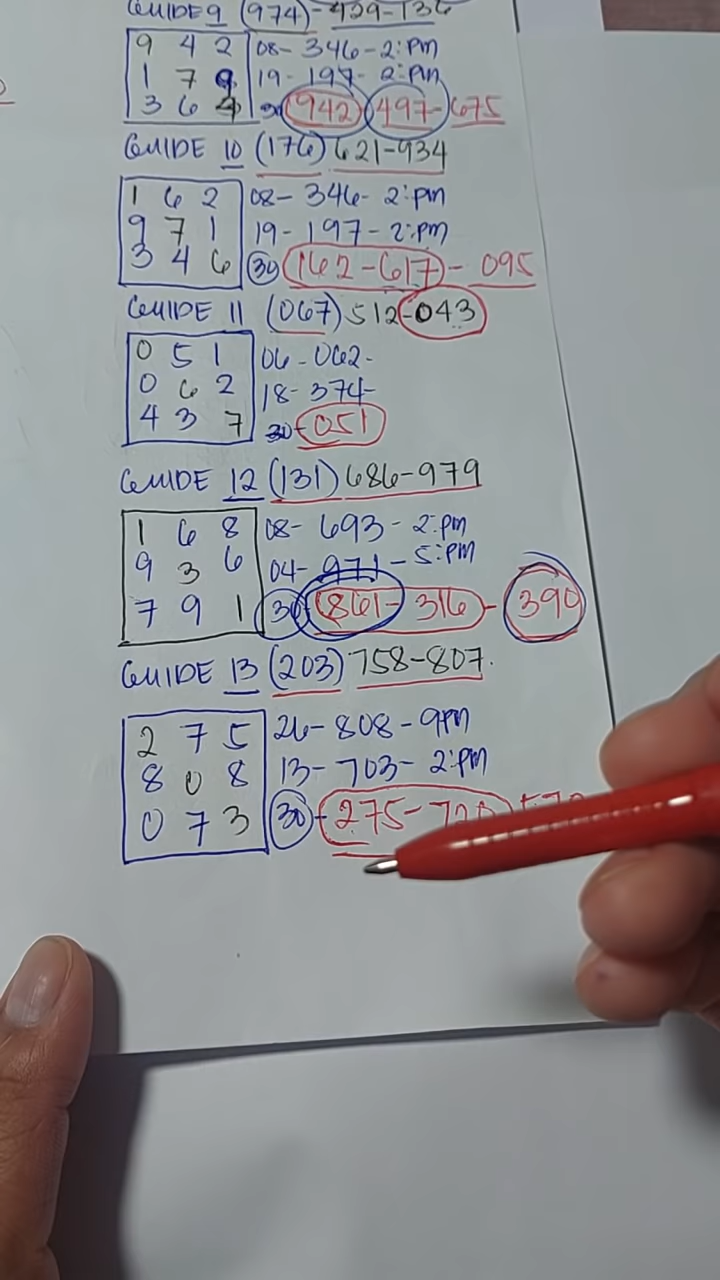 GUIDE 9 (974) - 429-136
9 4 2 08- 346-2:pm
1 7 9 19- 197- 2:pm
3 6 4 30 942 497- 675
GUIDE 10 (176) 621-934
1 6 2 08- 346- 2:pm
9 7 1 19- 197-2:pm
3 4 6 30 162-617- 095
GUIDE 11 (067) 512-043
0 5 1 06-062-
0 6 2 18-374-
4 3 7 30-051
GUIDE 12 (131) 686-979
1 6 8 08- 693- 2:pm
9 3 6 04-971-5:pm
7 9 1 30-861- 316- 390
GUIDE 13 (203) 758-807.
2 7 5 26-808-9pm
8 0 8 13-703-2:pm
0 7 3 30-275-720